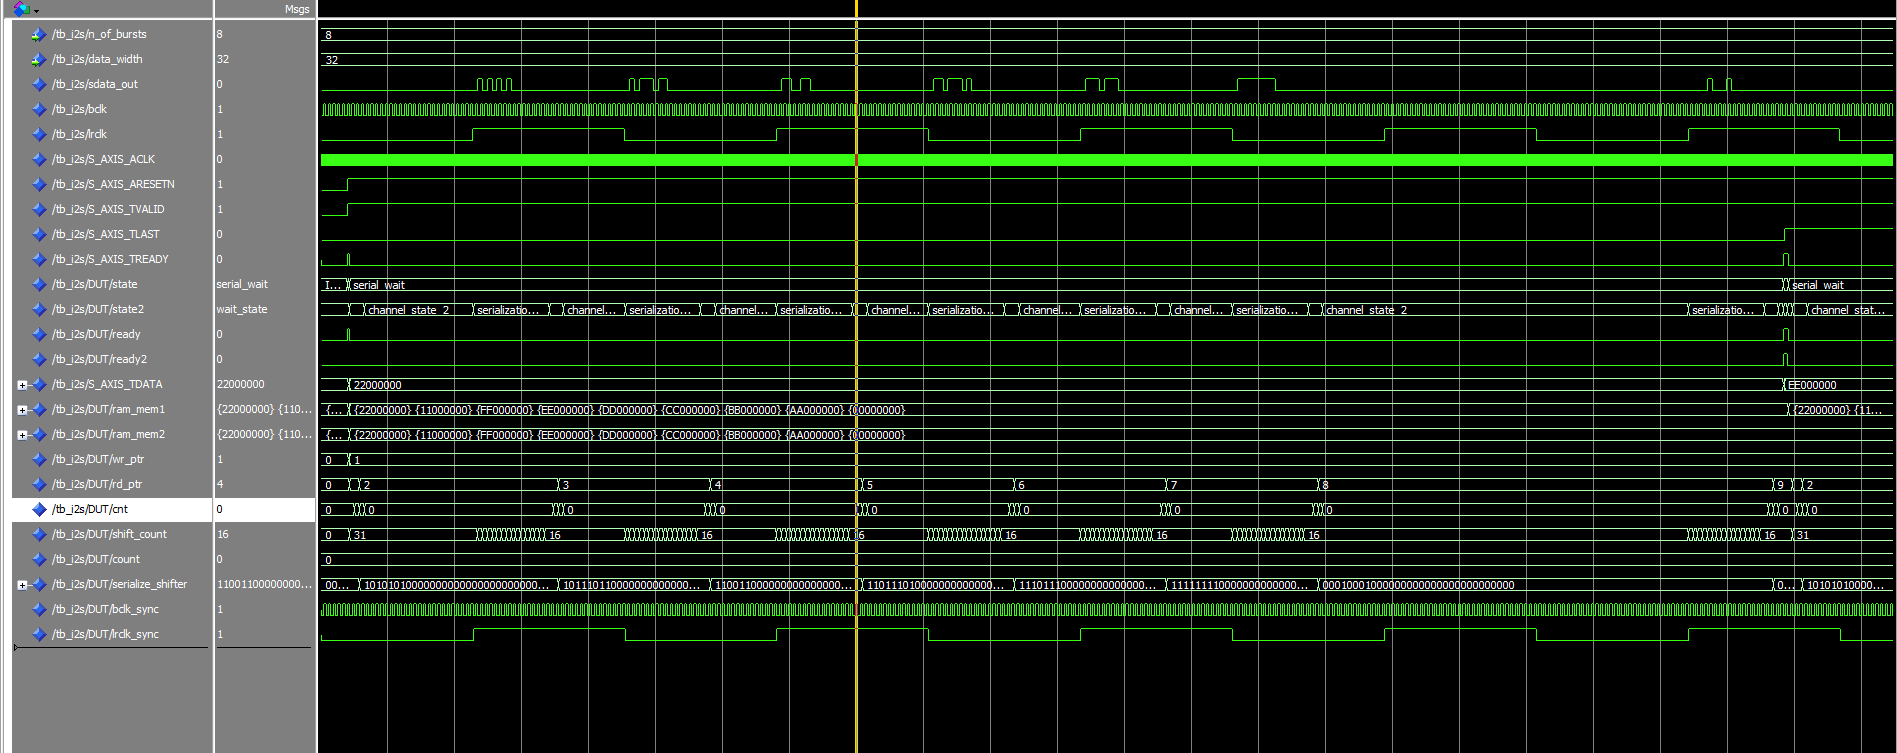 Msgs
/tb_i2s/n_of_bursts 8 8
/tb_i2s/data_width 32 32
/tb_i2s/sdata_out 0
/tb_i2s/bclk 1
/tb_i2s/lrclk 1
/tb_i2s/S_AXIS_ACLK 0
/tb_i2s/S_AXIS_ARESETN 1
/tb_i2s/S_AXIS_TVALID 1
/tb_i2s/S_AXIS_TLAST 0
/tb_i2s/S_AXIS_TREADY 0
/tb_i2s/DUT/state serial_wait I... serial_wait serial_wait
/tb_i2s/DUT/state2 wait_state channel_state_2 serializatio... channel... serializatio... channel... serializatio... channel... serializatio... channel... serializatio... channel... serializatio... channel_state_2 serializatio... channel_stat...
/tb_i2s/DUT/ready 0
/tb_i2s/DUT/ready2 0
/tb_i2s/S_AXIS_TDATA 22000000 22000000 EE000000
/tb_i2s/DUT/ram_mem1 {22000000} {110... {... {22000000} {11000000} {FF000000} {EE000000} {DD000000} {CC000000} {BB000000} {AA000000} {00000000} {22000000} {11...
/tb_i2s/DUT/ram_mem2 {22000000} {110... {... {22000000} {11000000} {FF000000} {EE000000} {DD000000} {CC000000} {BB000000} {AA000000} {00000000}
/tb_i2s/DUT/wr_ptr 1 0 1
/tb_i2s/DUT/rd_ptr 4 0 2 3 4 5 6 7 8 9 2
/tb_i2s/DUT/cnt 0 0 0 0 0 0 0 0 0 0 0
/tb_i2s/DUT/shift_count 16 0 31 16 16 16 16 16 16 16 31
/tb_i2s/DUT/count 0 0
/tb_i2s/DUT/serialize_shifter 11001100000000... 00... 10101010000000000000000000000... 1011101100000000000000... 1100110000000000000000... 1101110100000000000000... 1110111000000000000000... 1111111100000000000000... 00010001000000000000000000000000 0... 10101010000...
/tb_i2s/DUT/bclk_sync 1
/tb_i2s/DUT/lrclk_sync 1